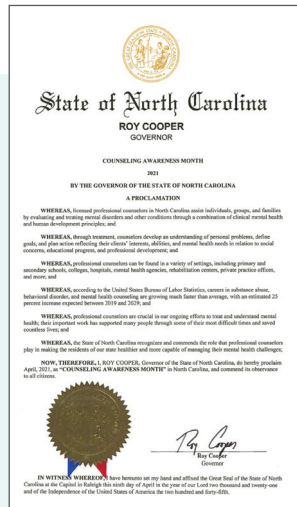 State of North Carolina
ROY COOPER
GOVERNOR
COUNSELING AWARENESS MONTH
2021
BY THE GOVERNOR OF THE STATE OF NORTH CAROLINA
A PROCLAMATION
WHEREAS, licensed professional counselors in North Carolina assist individuals, groups, and families
by evaluating and treating mental disorders and other conditions through a combination of clinical mental health
and human development principles; and
WHEREAS, through treatment, counselors develop an understanding of personal problems, define
goals, and plan action reflecting their clients' interests, abilities, and mental health needs in relation to social
concerns, educational progress, and professional development; and
WHEREAS, professional counselors can be found in a variety of settings, including primary and
secondary schools, colleges, hospitals, mental health agencies, rehabilitation centers, private practice offices,
and more; and
WHEREAS, according to the United States Bureau of Labor Statistics, careers in substance abuse,
behavioral disorder, and mental health counseling are growing much faster than average, with an estimated 25
percent increase expected between 2019 and 2029; and
WHEREAS, professional counselors are crucial in our ongoing efforts to treat and understand mental
health; their important work has supported many people through some of their most difficult times and saved
countless lives; and
WHEREAS, the State of North Carolina recognizes and commends the role that professional counselors
play in making the residents of our state healthier and more capable of managing their mental health challenges;
NOW, THEREFORE, I, ROY COOPER, Governor of the State of North Carolina, do hereby proclaim
April, 2021, as "COUNSELING AWARENESS MONTH" in North Carolina, and commend its observance
to all citizens.
Roy Cooper
Roy Cooper
Governor
IN WITNESS WHEREOF, I have hereunto set my hand and affixed the Great Seal of the State of North
Carolina at the Capitol in Raleigh this ninth day of April in the year of our Lord two thousand and twenty-one
and of the Independence of the United States of America the two hundred and forty-fifth.